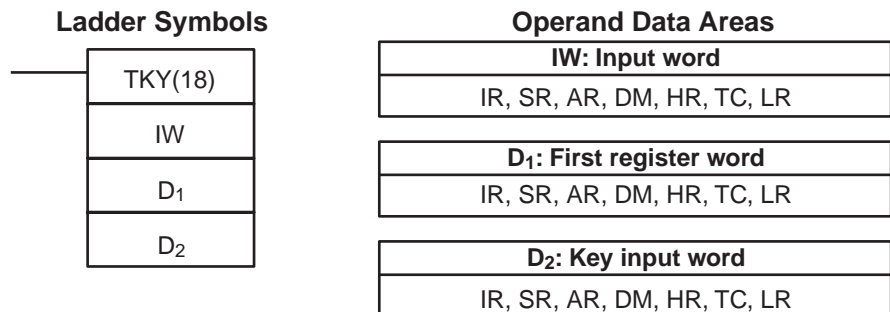 Ladder Symbols
TKY(18)
IW
D₁
D₂
Operand Data Areas
IW: Input word
IR, SR, AR, DM, HR, TC, LR
D₁: First register word
IR, SR, AR, DM, HR, TC, LR
D₂: Key input word
IR, SR, AR, DM, HR, TC, LR